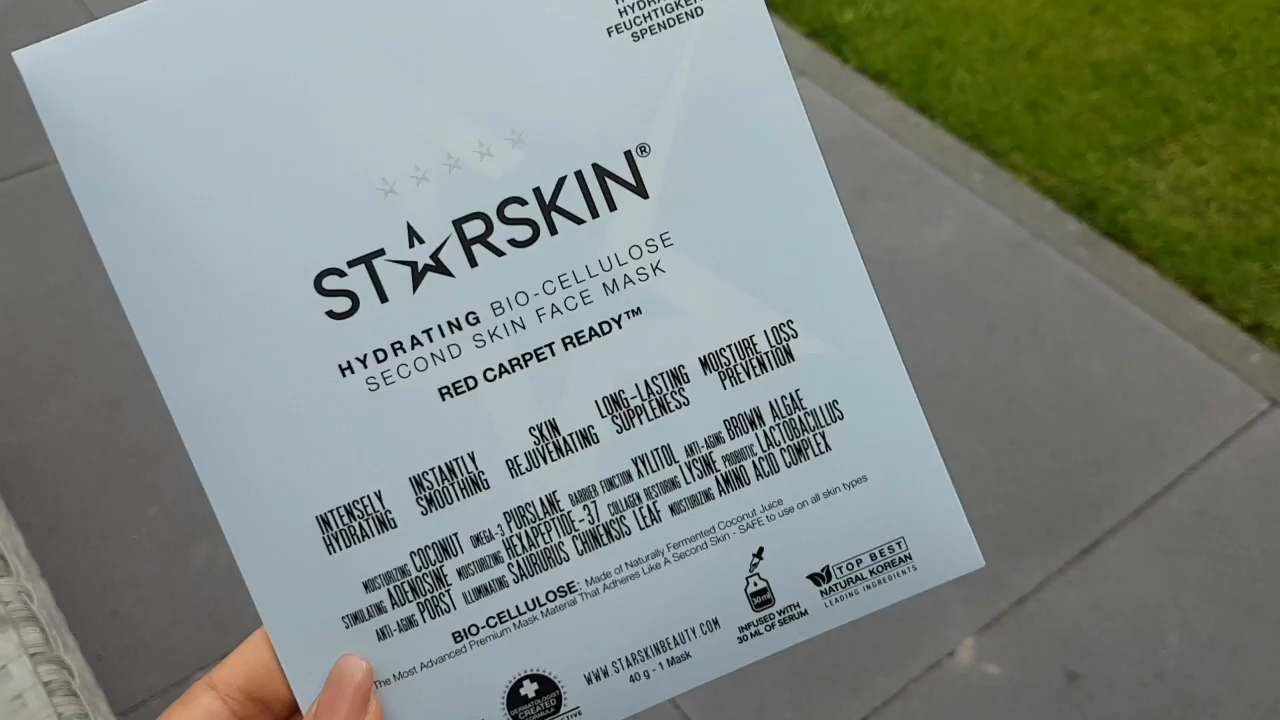 FEUCHTIGKEIT
SPENDEND
STARSKIN®
HYDRATING BIO-CELLULOSE
SECOND SKIN FACE MASK
RED CARPET READY™
INTENSELY
HYDRATING
INSTANTLY
SMOOTHING
SKIN
REJUVENATING
LONG-LASTING
SUPPLENESS
MOISTURE LOSS
PREVENTION
MOISTURIZING COCONUT OMEGA-3 PURSLANE BARRIER FUNCTION XYLITOL ANTI-AGING BROWN ALGAE
STIMULATING ADENOSINE MOISTURIZING HEXAPEPTIDE-37 COLLAGEN RESTORING LYSINE PROBIOTIC LACTOBACILLUS
ANTI-AGING PORST ILLUMINATING SAURURUS CHINENSIS LEAF MOISTURIZING AMINO ACID COMPLEX
BIO-CELLULOSE: Made of Naturally Fermented Coconut Juice
The Most Advanced Premium Mask Material That Adheres Like A Second Skin - SAFE to use on all skin types
DERMATOLOGIST
CREATED
FORMULA
WWW.STARSKINBEAUTY.COM
40 g - 1 Mask
30ml
INFUSED WITH
30 ML OF SERUM
TOP BEST
NATURAL KOREAN
LEADING INGREDIENTS